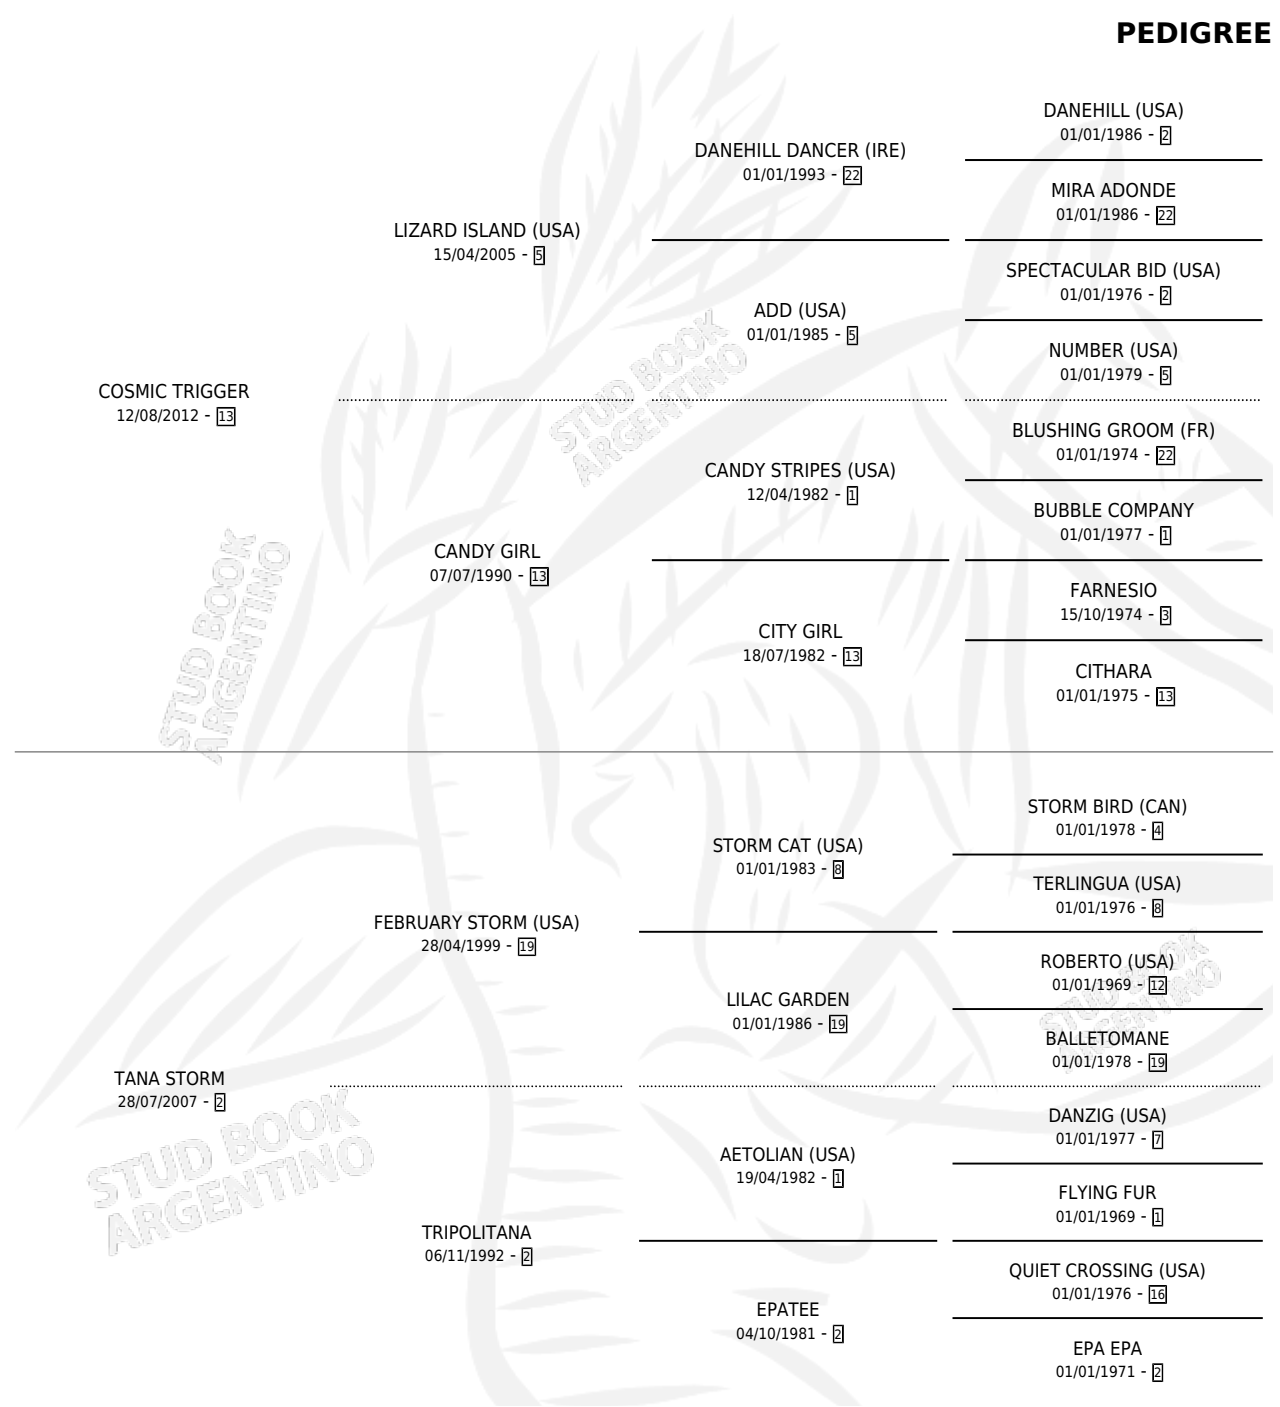 PEDIGREE
DANEHILL (USA)
01/01/1986 - 2
DANEHILL DANCER (IRE)
01/01/1993 - 22
MIRA ADONDE
01/01/1986 - 22
LIZARD ISLAND (USA)
15/04/2005 - 5
SPECTACULAR BID (USA)
01/01/1976 - 2
ADD (USA)
01/01/1985 - 5
NUMBER (USA)
01/01/1979 - 5
COSMIC TRIGGER
12/08/2012 - 13
BLUSHING GROOM (FR)
01/01/1974 - 22
CANDY STRIPES (USA)
12/04/1982 - 1
BUBBLE COMPANY
01/01/1977 - 1
CANDY GIRL
07/07/1990 - 13
FARNESIO
15/10/1974 - 3
CITY GIRL
18/07/1982 - 13
CITHARA
01/01/1975 - 13
STORM BIRD (CAN)
01/01/1978 - 4
STORM CAT (USA)
01/01/1983 - 8
TERLINGUA (USA)
01/01/1976 - 8
FEBRUARY STORM (USA)
28/04/1999 - 19
ROBERTO (USA)
01/01/1969 - 12
LILAC GARDEN
01/01/1986 - 19
BALLETOMANE
01/01/1978 - 19
TANA STORM
28/07/2007 - 2
DANZIG (USA)
01/01/1977 - 7
AETOLIAN (USA)
19/04/1982 - 1
FLYING FUR
01/01/1969 - 1
TRIPOLITANA
06/11/1992 - 2
QUIET CROSSING (USA)
01/01/1976 - 16
EPATEE
04/10/1981 - 2
EPA EPA
01/01/1971 - 2
STUD BOOK
ARGENTINO
STUD BOOK
ARGENTINO
STUD BOOK
ARGENTINO
STUD BOOK
ARGENTINO